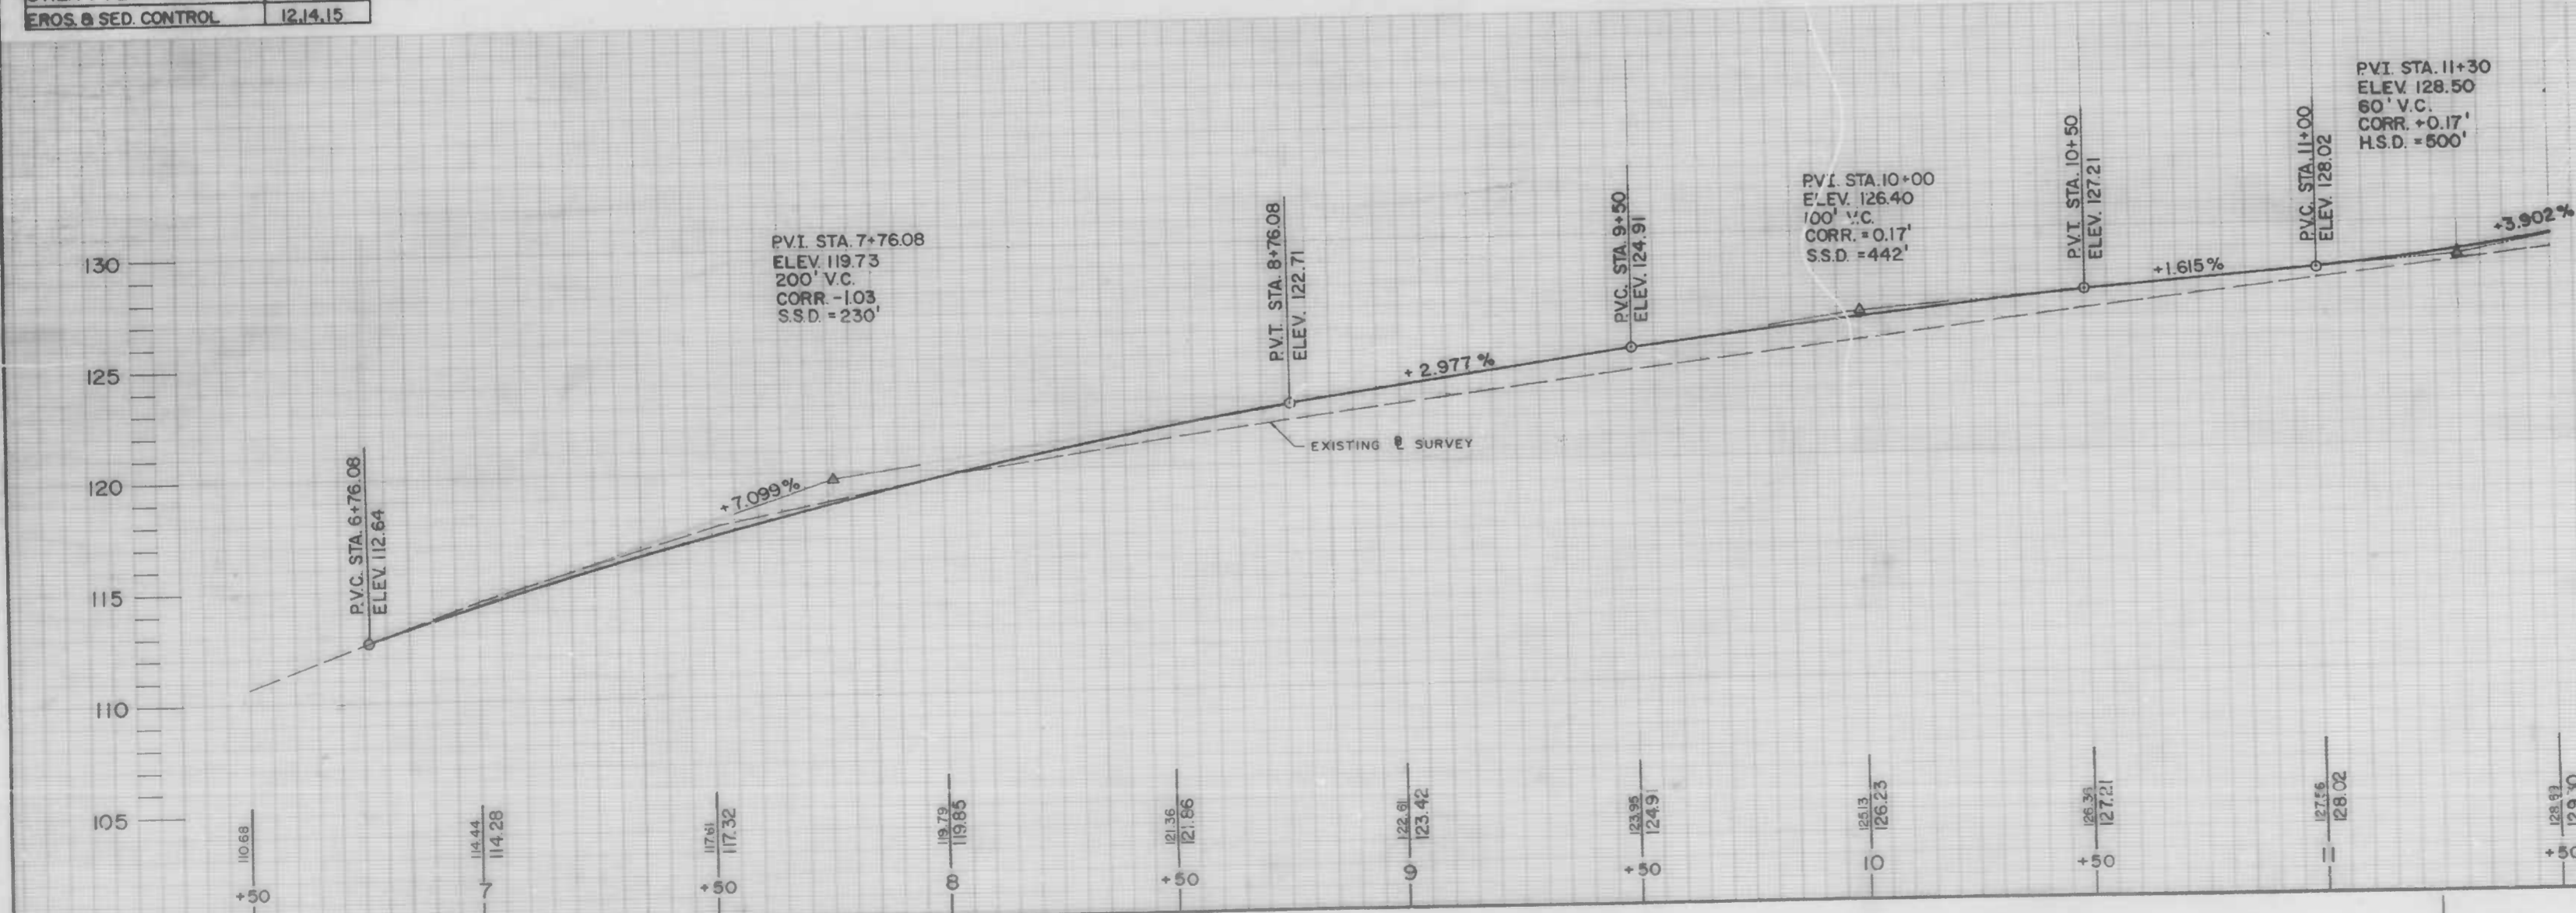 EROS. & SED. CONTROL 12,14,15
P.V.I. STA. 11+30
ELEV. 128.50
60' V.C.
CORR. +0.17'
H.S.D. = 500'
P.V.I. STA. 10+00
ELEV. 126.40
100' V.C.
CORR. = 0.17'
S.S.D. = 442'
P.V.I. STA. 7+76.08
ELEV. 119.73
200' V.C.
CORR. -1.03
S.S.D. = 230'
P.V.C. STA. 6+76.08
ELEV. 112.64
P.V.T. STA. 8+76.08
ELEV. 122.71
P.V.C. STA. 9+50
ELEV. 124.91
P.V.T. STA. 10+50
ELEV. 127.21
P.V.C. STA. 11+00
ELEV. 128.02
+7.099%
+2.977%
+1.615%
+3.902%
EXISTING ℄ SURVEY
130
125
120
115
110
105
110.68
114.44
114.28
117.61
117.32
119.79
119.85
121.36
121.86
122.61
123.42
123.95
124.91
125.13
126.23
126.36
127.21
127.56
128.02
129.30
+50
7
+50
8
+50
9
+50
10
+50
11
+50